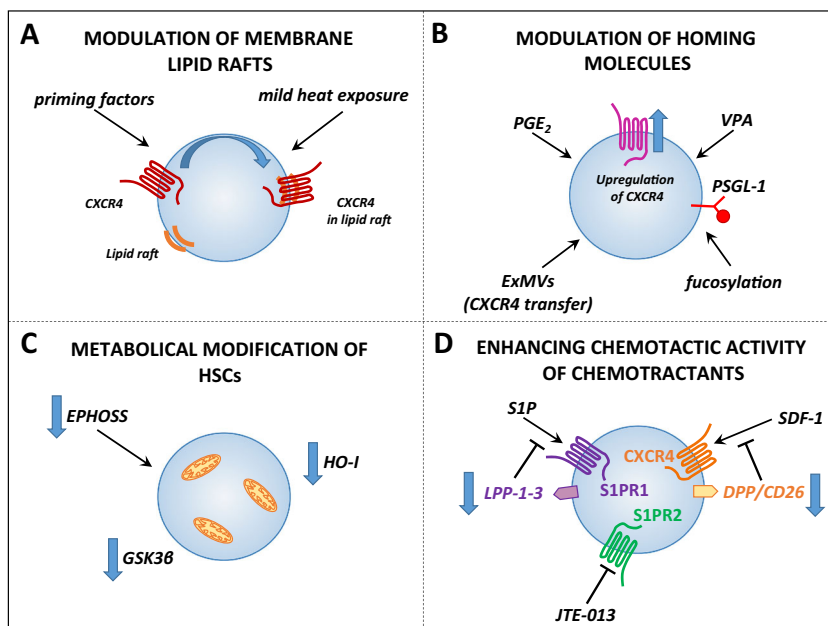 A
MODULATION OF MEMBRANE
LIPID RAFTS
priming factors
mild heat exposure
CXCR4
CXCR4
in lipid raft
Lipid raft
B
MODULATION OF HOMING
MOLECULES
PGE2
VPA
Upregulation
of CXCR4
PSGL-1
ExMVs
(CXCR4 transfer)
fucosylation
C
METABOLICAL MODIFICATION OF
HSCs
EPHOSS
HO-I
GSK3β
D
ENHANCING CHEMOTACTIC ACTIVITY
OF CHEMOTRACTANTS
S1P
SDF-1
CXCR4
LPP-1-3
S1PR1
DPP/CD26
S1PR2
JTE-013